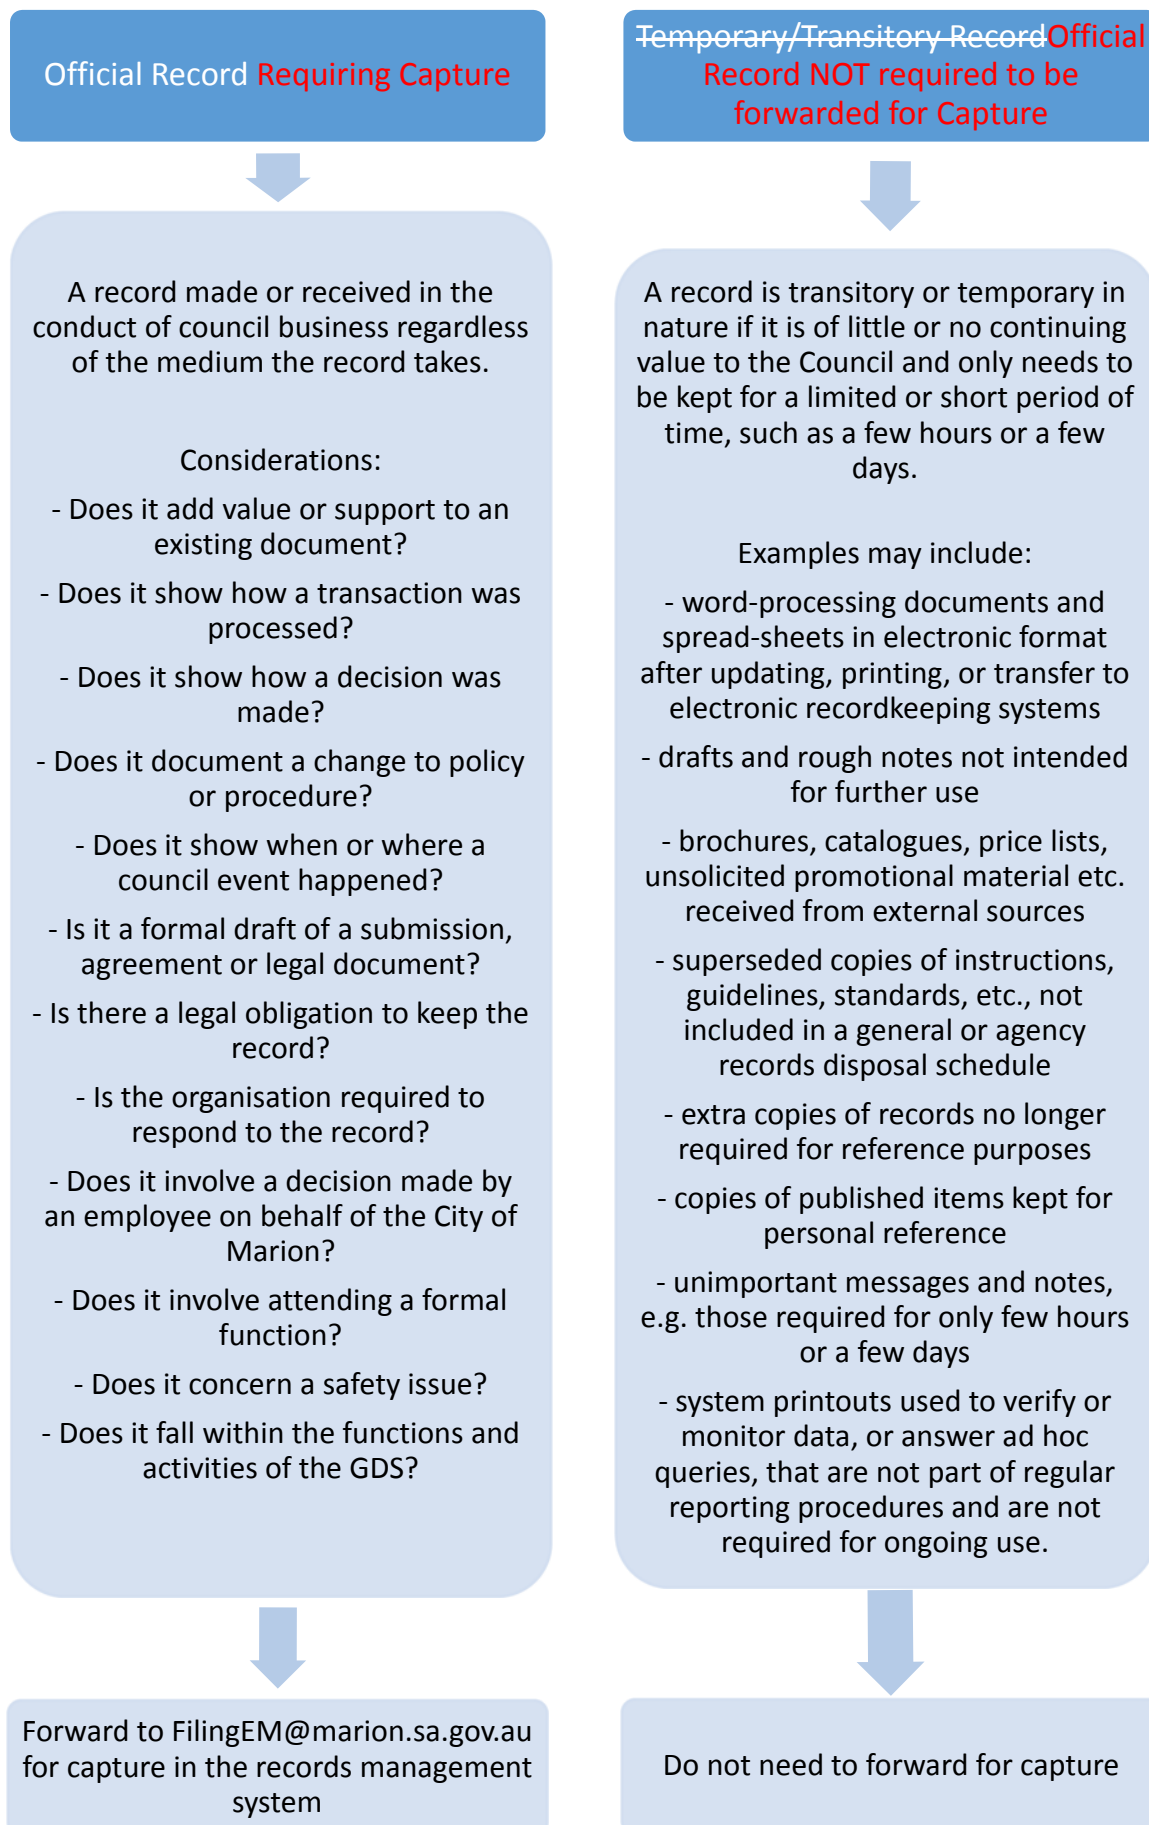 Official Record Requiring Capture
A record made or received in the
conduct of council business regardless
of the medium the record takes.
Considerations:
- Does it add value or support to an
existing document?
- Does it show how a transaction was
processed?
- Does it show how a decision was
made?
- Does it document a change to policy
or procedure?
- Does it show when or where a
council event happened?
- Is it a formal draft of a submission,
agreement or legal document?
- Is there a legal obligation to keep the
record?
- Is the organisation required to
respond to the record?
- Does it involve a decision made by
an employee on behalf of the City of
Marion?
- Does it involve attending a formal
function?
- Does it concern a safety issue?
- Does it fall within the functions and
activities of the GDS?
Forward to FilingEM@marion.sa.gov.au
for capture in the records management
system
Temporary/Transitory RecordOfficial
Record NOT required to be
forwarded for Capture
A record is transitory or temporary in
nature if it is of little or no continuing
value to the Council and only needs to
be kept for a limited or short period of
time, such as a few hours or a few
days.
Examples may include:
- word-processing documents and
spread-sheets in electronic format
after updating, printing, or transfer to
electronic recordkeeping systems
- drafts and rough notes not intended
for further use
- brochures, catalogues, price lists,
unsolicited promotional material etc.
received from external sources
- superseded copies of instructions,
guidelines, standards, etc., not
included in a general or agency
records disposal schedule
- extra copies of records no longer
required for reference purposes
- copies of published items kept for
personal reference
- unimportant messages and notes,
e.g. those required for only few hours
or a few days
- system printouts used to verify or
monitor data, or answer ad hoc
queries, that are not part of regular
reporting procedures and are not
required for ongoing use.
Do not need to forward for capture